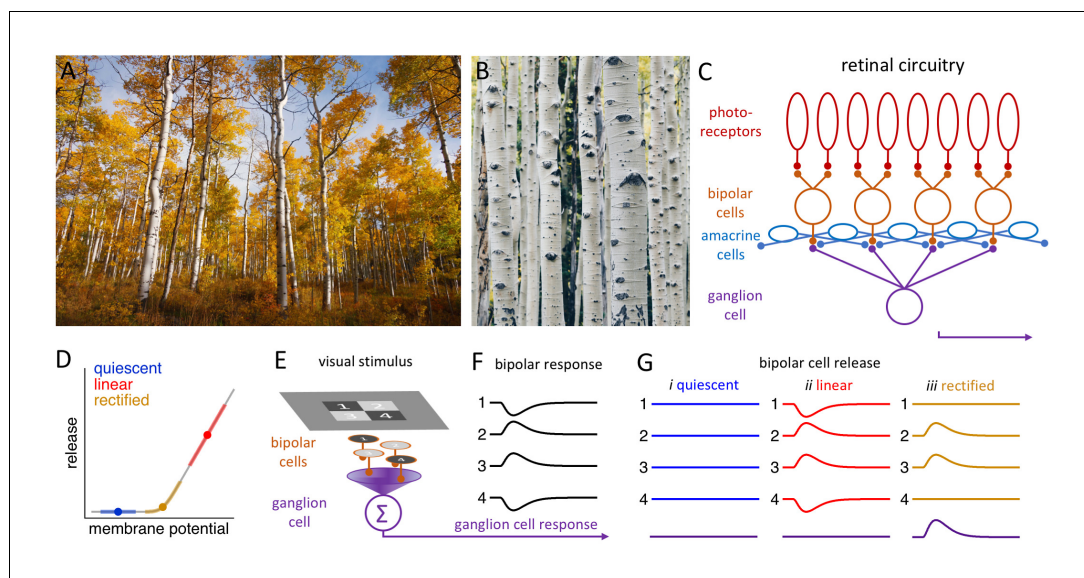 A
B
C
retinal circuitry
photo-
receptors
bipolar
cells
amacrine
cells
ganglion
cell
D
quiescent
linear
rectified
release
membrane potential
E
visual stimulus
1 2
3 4
bipolar
cells
1
4
ganglion
cell
Σ
ganglion cell response
F
bipolar response
1
2
3
4
G
bipolar cell release
i quiescent
ii linear
iii rectified
1 1 1
2 2 2
3 3 3
4 4 4